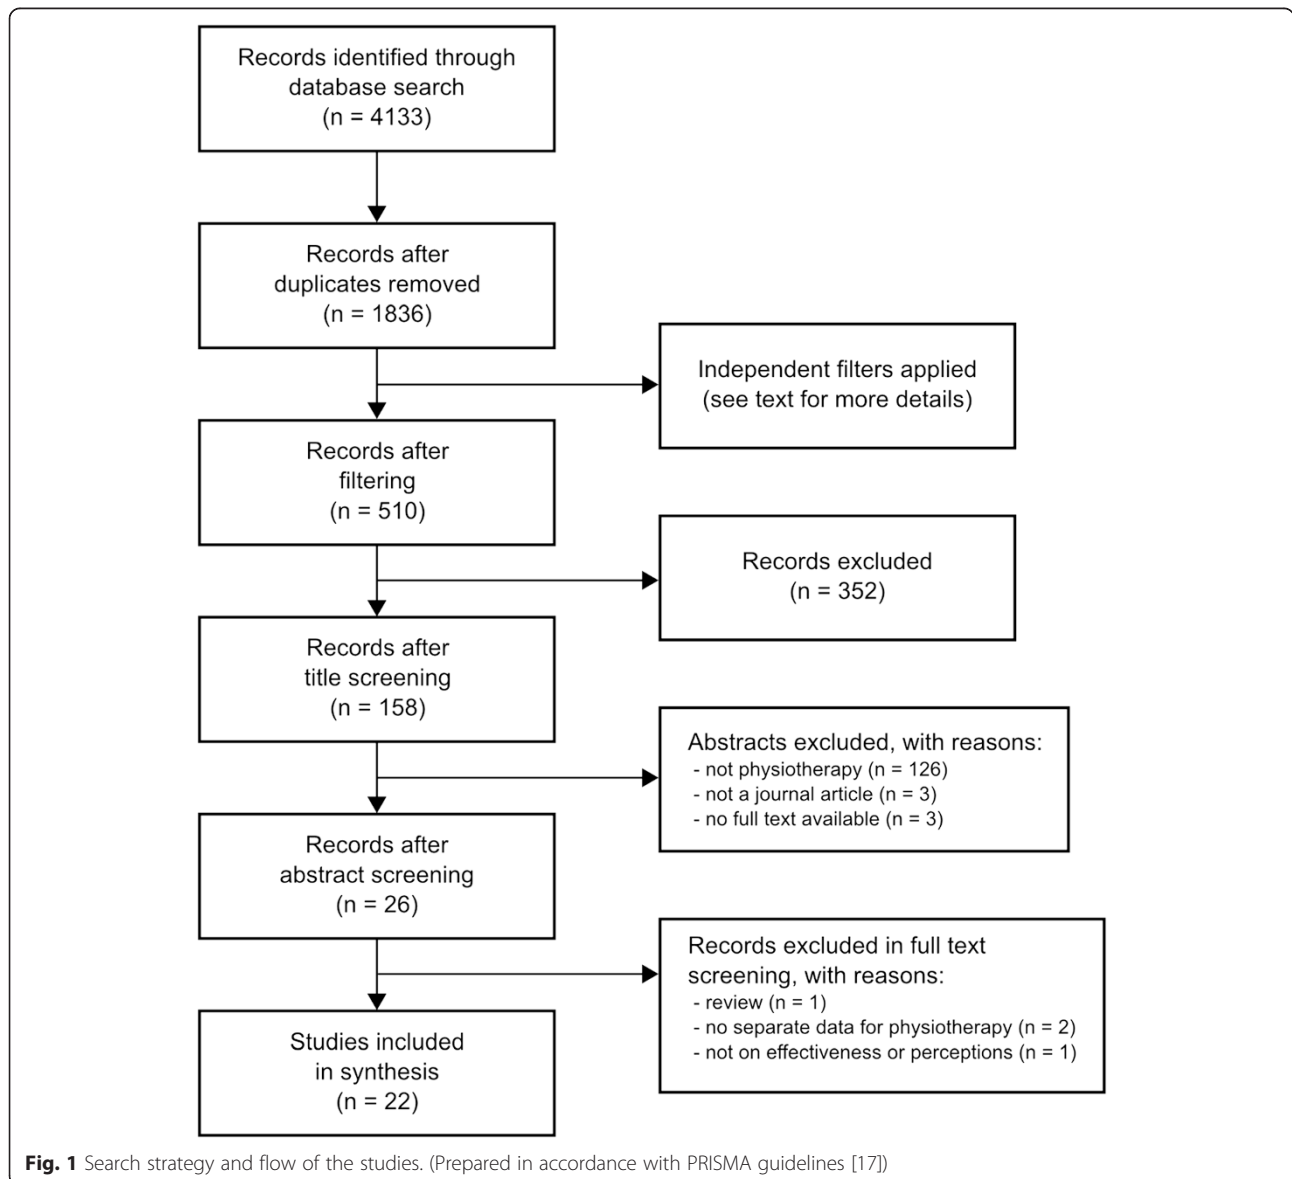 Records identified through
database search
(n = 4133)
Records after
duplicates removed
(n = 1836)
Independent filters applied
(see text for more details)
Records after
filtering
(n = 510)
Records excluded
(n = 352)
Records after
title screening
(n = 158)
Abstracts excluded, with reasons:
- not physiotherapy (n = 126)
- not a journal article (n = 3)
- no full text available (n = 3)
Records after
abstract screening
(n = 26)
Records excluded in full text
screening, with reasons:
- review (n = 1)
- no separate data for physiotherapy (n = 2)
- not on effectiveness or perceptions (n = 1)
Studies included
in synthesis
(n = 22)
Fig. 1 Search strategy and flow of the studies. (Prepared in accordance with PRISMA guidelines [17])